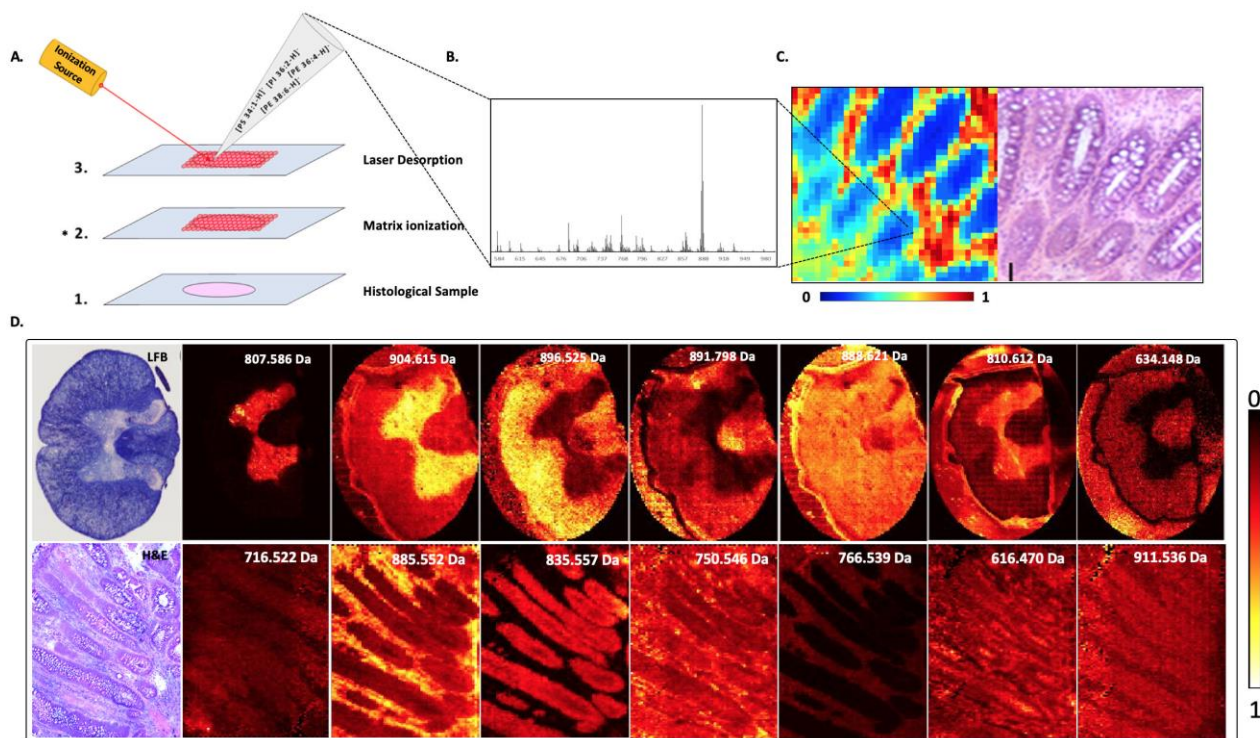 A.
Ionization
Source
[PS 34:1-H]⁻ [PI 36:2-H]⁻
[PE 38:6-H]⁻ [PE 36:4-H]⁻
3.
Laser Desorption
* 2.
Matrix ionization
1.
Histological Sample
B.
584 615 645 676 706 737 768 796 827 857 888 918 949 980
C.
0 1
D.
LFB
807.586 Da
904.615 Da
896.525 Da
891.798 Da
888.621 Da
810.612 Da
634.148 Da
H&E
716.522 Da
885.552 Da
835.557 Da
750.546 Da
766.539 Da
616.470 Da
911.536 Da
0
1